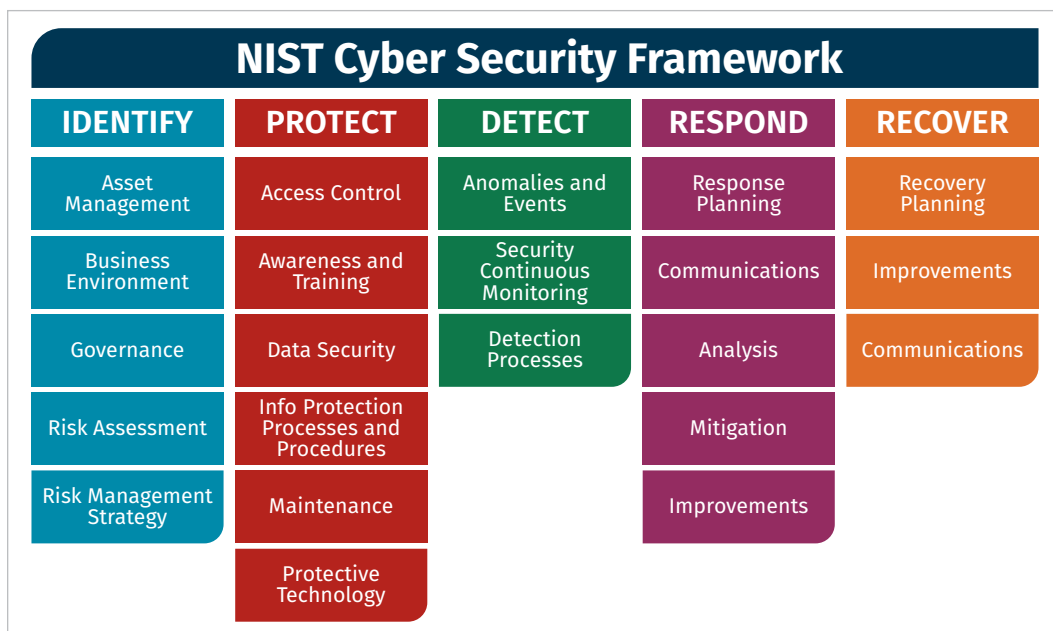 NIST Cyber Security Framework
IDENTIFY
Asset
Management
Business
Environment
Governance
Risk Assessment
Risk Management
Strategy
PROTECT
Access Control
Awareness and
Training
Data Security
Info Protection
Processes and
Procedures
Maintenance
Protective
Technology
DETECT
Anomalies and
Events
Security
Continuous
Monitoring
Detection
Processes
RESPOND
Response
Planning
Communications
Analysis
Mitigation
Improvements
RECOVER
Recovery
Planning
Improvements
Communications